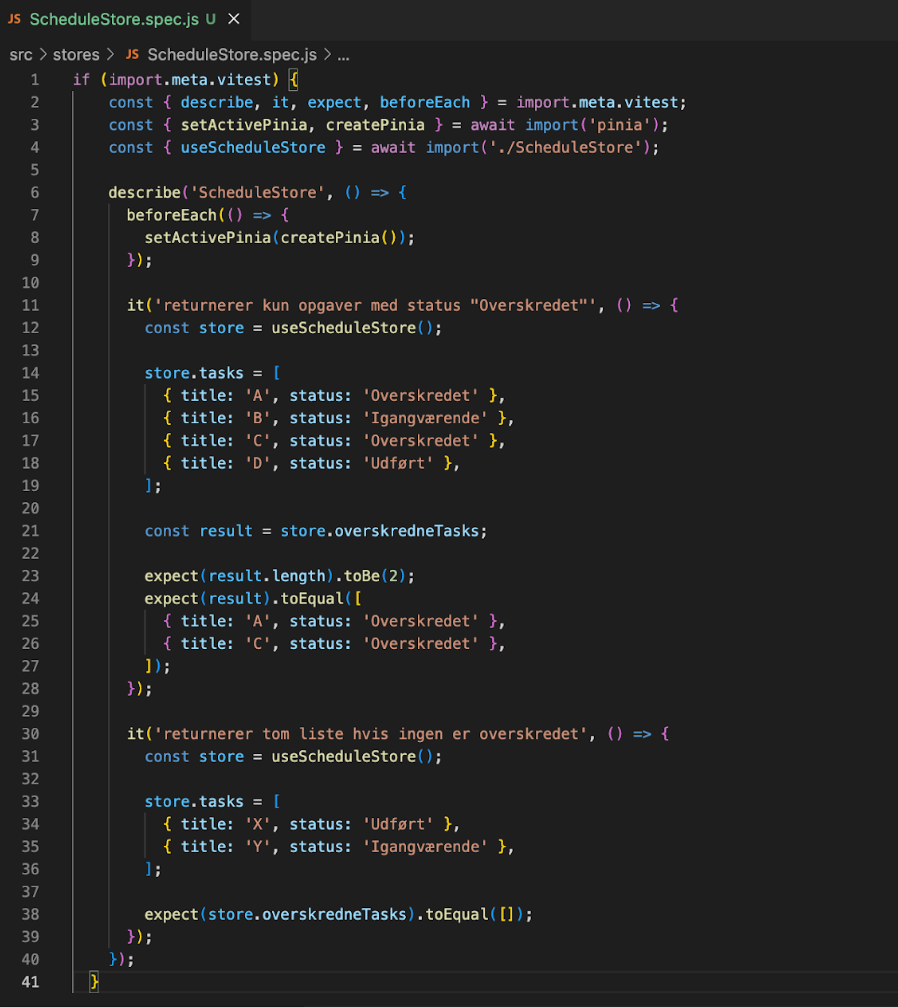 JS ScheduleStore.spec.js U ×
src > stores > JS ScheduleStore.spec.js > ...
1 if (import.meta.vitest) {
2 const { describe, it, expect, beforeEach } = import.meta.vitest;
3 const { setActivePinia, createPinia } = await import('pinia');
4 const { useScheduleStore } = await import('./ScheduleStore');
5
6 describe('ScheduleStore', () => {
7 beforeEach(() => {
8 setActivePinia(createPinia());
9 });
10
11 it('returnerer kun opgaver med status "Overskredet"', () => {
12 const store = useScheduleStore();
13
14 store.tasks = [
15 { title: 'A', status: 'Overskredet' },
16 { title: 'B', status: 'Igangværende' },
17 { title: 'C', status: 'Overskredet' },
18 { title: 'D', status: 'Udført' },
19 ];
20
21 const result = store.overskredneTasks;
22
23 expect(result.length).toBe(2);
24 expect(result).toEqual([
25 { title: 'A', status: 'Overskredet' },
26 { title: 'C', status: 'Overskredet' },
27 ]);
28 });
29
30 it('returnerer tom liste hvis ingen er overskredet', () => {
31 const store = useScheduleStore();
32
33 store.tasks = [
34 { title: 'X', status: 'Udført' },
35 { title: 'Y', status: 'Igangværende' },
36 ];
37
38 expect(store.overskredneTasks).toEqual([]);
39 });
40 });
41 }